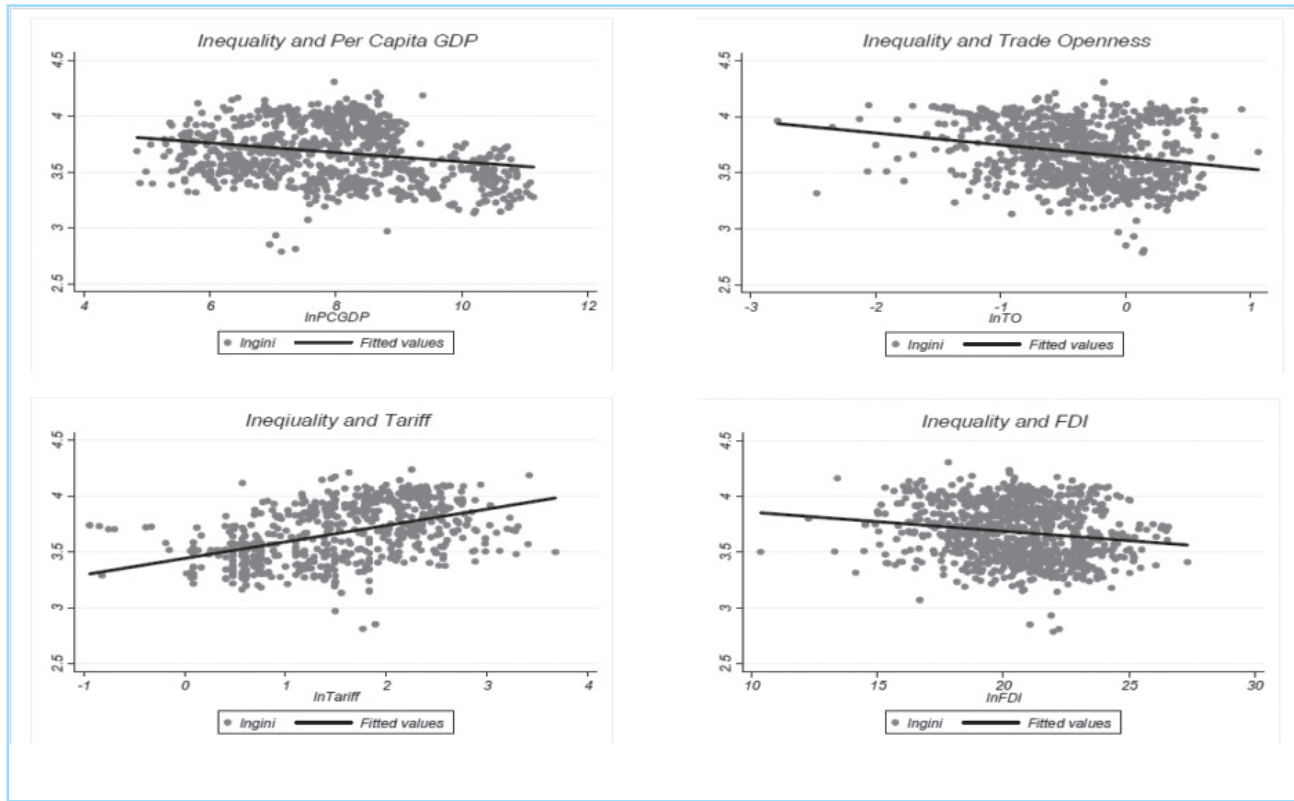 Inequality and Per Capita GDP
4.5
4
3.5
3
2.5
4 6 8 10 12
lnPCGDP
lngini Fitted values
Inequality and Trade Openness
4.5
4
3.5
3
2.5
-3 -2 -1 0 1
lnTO
lngini Fitted values
Ineqiuality and Tariff
4.5
4
3.5
3
2.5
-1 0 1 2 3 4
lnTariff
lngini Fitted values
Inequality and FDI
4.5
4
3.5
3
2.5
10 15 20 25 30
lnFDI
lngini Fitted values